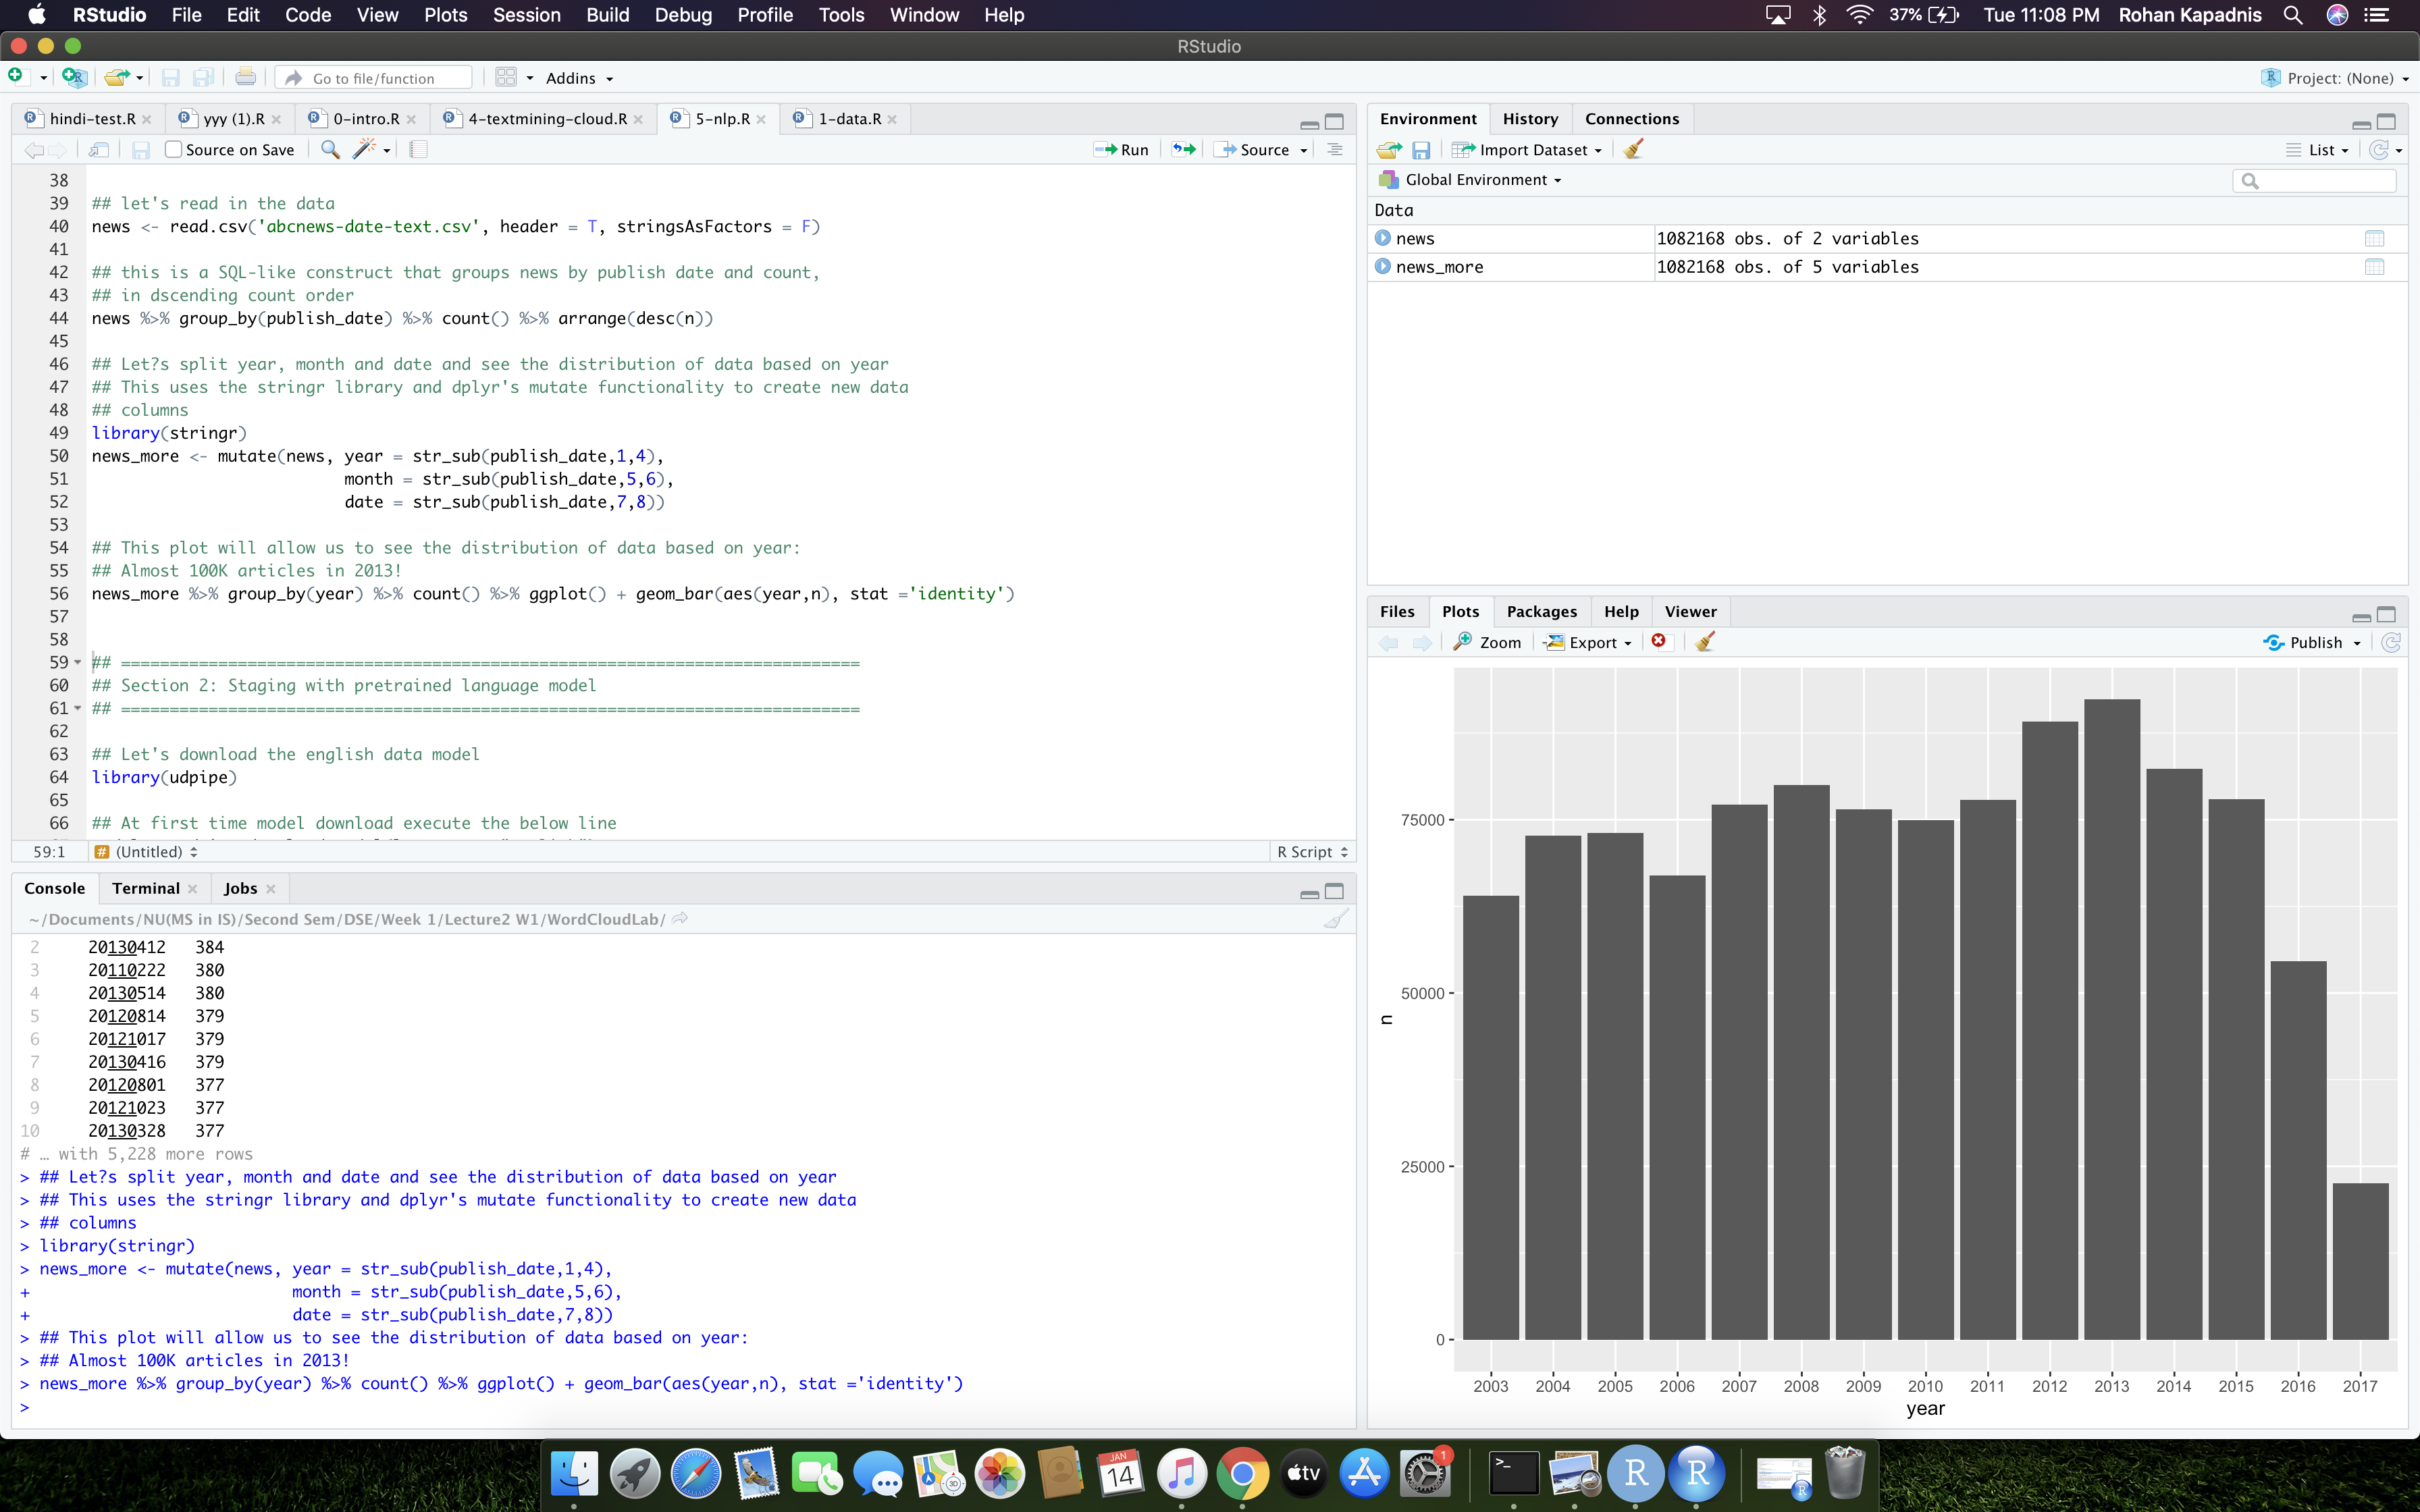 RStudio File Edit Code View Plots Session Build Debug Profile Tools Window Help 37% Tue 11:08 PM Rohan Kapadnis
RStudio
Go to file/function Addins Project: (None)
hindi-test.R yyy (1).R 0-intro.R 4-textmining-cloud.R 5-nlp.R 1-data.R
Source on Save Run Source
38
39 ## let's read in the data
40 news <- read.csv('abcnews-date-text.csv', header = T, stringsAsFactors = F)
41
42 ## this is a SQL-like construct that groups news by publish date and count,
43 ## in dscending count order
44 news %>% group_by(publish_date) %>% count() %>% arrange(desc(n))
45
46 ## Let?s split year, month and date and see the distribution of data based on year
47 ## This uses the stringr library and dplyr's mutate functionality to create new data
48 ## columns
49 library(stringr)
50 news_more <- mutate(news, year = str_sub(publish_date,1,4),
51 month = str_sub(publish_date,5,6),
52 date = str_sub(publish_date,7,8))
53
54 ## This plot will allow us to see the distribution of data based on year:
55 ## Almost 100K articles in 2013!
56 news_more %>% group_by(year) %>% count() %>% ggplot() + geom_bar(aes(year,n), stat ='identity')
57
58
59 ## ============================================================================
60 ## Section 2: Staging with pretrained language model
61 ## ============================================================================
62
63 ## Let's download the english data model
64 library(udpipe)
65
66 ## At first time model download execute the below line
59:1 # (Untitled) R Script
Console Terminal Jobs
~/Documents/NU(MS in IS)/Second Sem/DSE/Week 1/Lecture2 W1/WordCloudLab/
2 20130412 384
3 20110222 380
4 20130514 380
5 20120814 379
6 20121017 379
7 20130416 379
8 20120801 377
9 20121023 377
10 20130328 377
# … with 5,228 more rows
> ## Let?s split year, month and date and see the distribution of data based on year
> ## This uses the stringr library and dplyr's mutate functionality to create new data
> ## columns
> library(stringr)
> news_more <- mutate(news, year = str_sub(publish_date,1,4),
+ month = str_sub(publish_date,5,6),
+ date = str_sub(publish_date,7,8))
> ## This plot will allow us to see the distribution of data based on year:
> ## Almost 100K articles in 2013!
> news_more %>% group_by(year) %>% count() %>% ggplot() + geom_bar(aes(year,n), stat ='identity')
>
Environment History Connections
Import Dataset List
Global Environment
Data
news 1082168 obs. of 2 variables
news_more 1082168 obs. of 5 variables
Files Plots Packages Help Viewer
Zoom Export Publish
75000
50000
n
25000
0
2003 2004 2005 2006 2007 2008 2009 2010 2011 2012 2013 2014 2015 2016 2017
year
JAN
14
tv
1
R
R